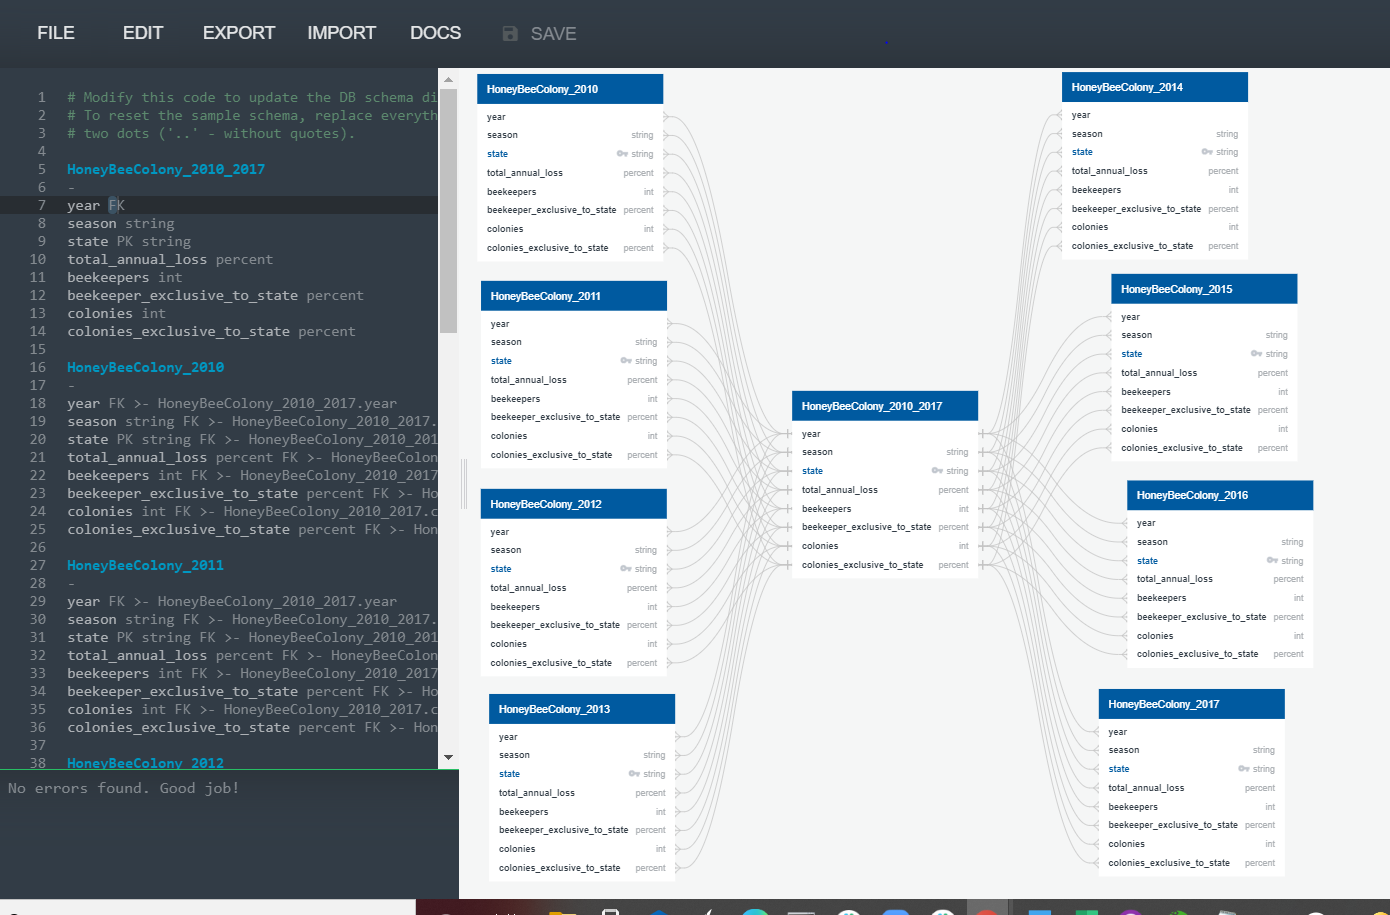 FILE EDIT EXPORT IMPORT DOCS SAVE
1 # Modify this code to update the DB schema di
2 # To reset the sample schema, replace everyth
3 # two dots ('..' - without quotes).
4
5 HoneyBeeColony_2010_2017
6 -
7 year FK
8 season string
9 state PK string
10 total_annual_loss percent
11 beekeepers int
12 beekeeper_exclusive_to_state percent
13 colonies int
14 colonies_exclusive_to_state percent
15
16 HoneyBeeColony_2010
17 -
18 year FK >- HoneyBeeColony_2010_2017.year
19 season string FK >- HoneyBeeColony_2010_2017.
20 state PK string FK >- HoneyBeeColony_2010_201
21 total_annual_loss percent FK >- HoneyBeeColon
22 beekeepers int FK >- HoneyBeeColony_2010_2017
23 beekeeper_exclusive_to_state percent FK >- Ho
24 colonies int FK >- HoneyBeeColony_2010_2017.c
25 colonies_exclusive_to_state percent FK >- Hon
26
27 HoneyBeeColony_2011
28 -
29 year FK >- HoneyBeeColony_2010_2017.year
30 season string FK >- HoneyBeeColony_2010_2017.
31 state PK string FK >- HoneyBeeColony_2010_201
32 total_annual_loss percent FK >- HoneyBeeColon
33 beekeepers int FK >- HoneyBeeColony_2010_2017
34 beekeeper_exclusive_to_state percent FK >- Ho
35 colonies int FK >- HoneyBeeColony_2010_2017.c
36 colonies_exclusive_to_state percent FK >- Hon
37
38 HoneyBeeColony_2012
No errors found. Good job!
HoneyBeeColony_2010
year
season string
state string
total_annual_loss percent
beekeepers int
beekeeper_exclusive_to_state percent
colonies int
colonies_exclusive_to_state percent
HoneyBeeColony_2011
year
season string
state string
total_annual_loss percent
beekeepers int
beekeeper_exclusive_to_state percent
colonies int
colonies_exclusive_to_state percent
HoneyBeeColony_2012
year
season string
state string
total_annual_loss percent
beekeepers int
beekeeper_exclusive_to_state percent
colonies int
colonies_exclusive_to_state percent
HoneyBeeColony_2013
year
season string
state string
total_annual_loss percent
beekeepers int
beekeeper_exclusive_to_state percent
colonies int
colonies_exclusive_to_state percent
HoneyBeeColony_2010_2017
year
season string
state string
total_annual_loss percent
beekeepers int
beekeeper_exclusive_to_state percent
colonies int
colonies_exclusive_to_state percent
HoneyBeeColony_2014
year
season string
state string
total_annual_loss percent
beekeepers int
beekeeper_exclusive_to_state percent
colonies int
colonies_exclusive_to_state percent
HoneyBeeColony_2015
year
season string
state string
total_annual_loss percent
beekeepers int
beekeeper_exclusive_to_state percent
colonies int
colonies_exclusive_to_state percent
HoneyBeeColony_2016
year
season string
state string
total_annual_loss percent
beekeepers int
beekeeper_exclusive_to_state percent
colonies int
colonies_exclusive_to_state percent
HoneyBeeColony_2017
year
season string
state string
total_annual_loss percent
beekeepers int
beekeeper_exclusive_to_state percent
colonies int
colonies_exclusive_to_state percent